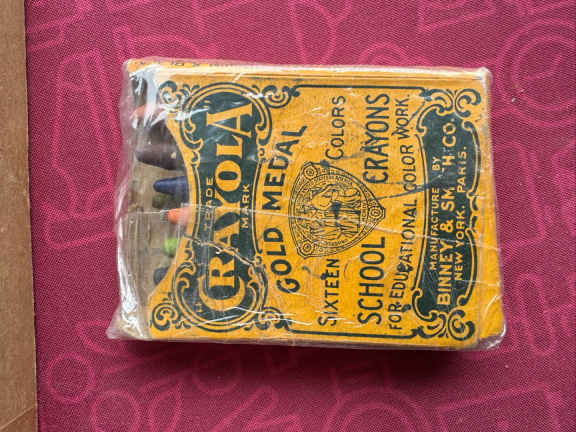 CRAYOLA
TRADE MARK
GOLD MEDAL
SIXTEEN COLORS
SCHOOL CRAYONS
FOR EDUCATIONAL COLOR WORK
MANUFACTURED BY
BINNEY & SMITH CO.
NEW YORK. PARIS.